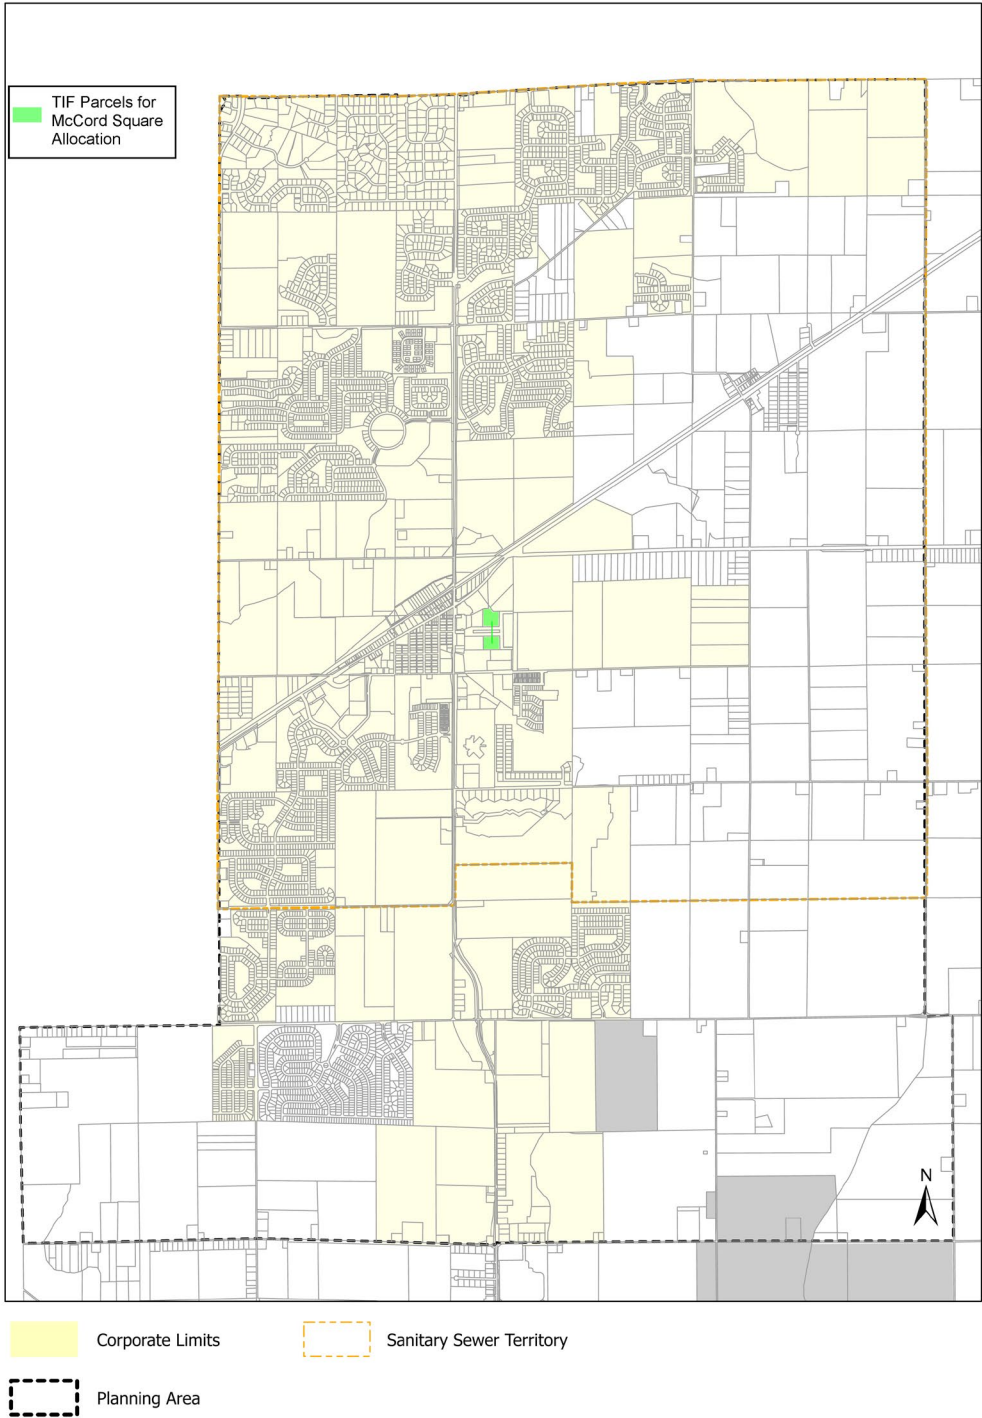 TIF Parcels for
McCord Square
Allocation
N
Corporate Limits
Sanitary Sewer Territory
Planning Area